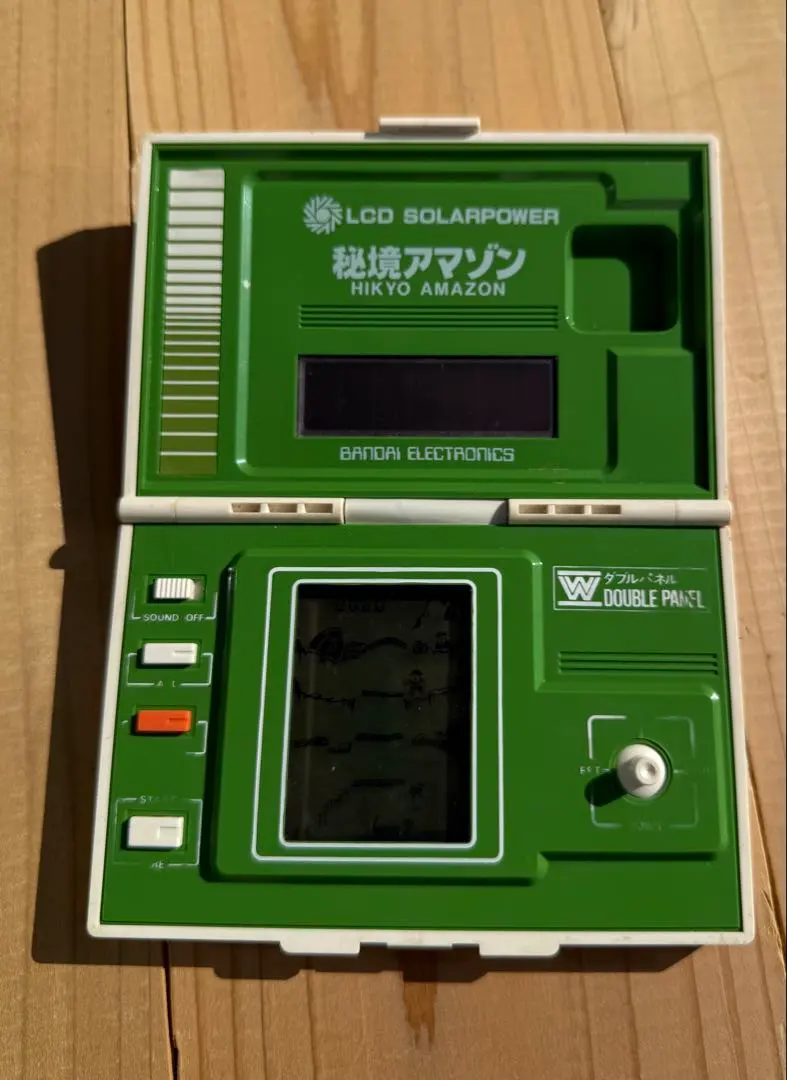 LCD SOLARPOWER
秘境アマゾン
HIKYO AMAZON
BANDAI ELECTRONICS
SOUND OFF
W ダブルパネル
DOUBLE PANEL